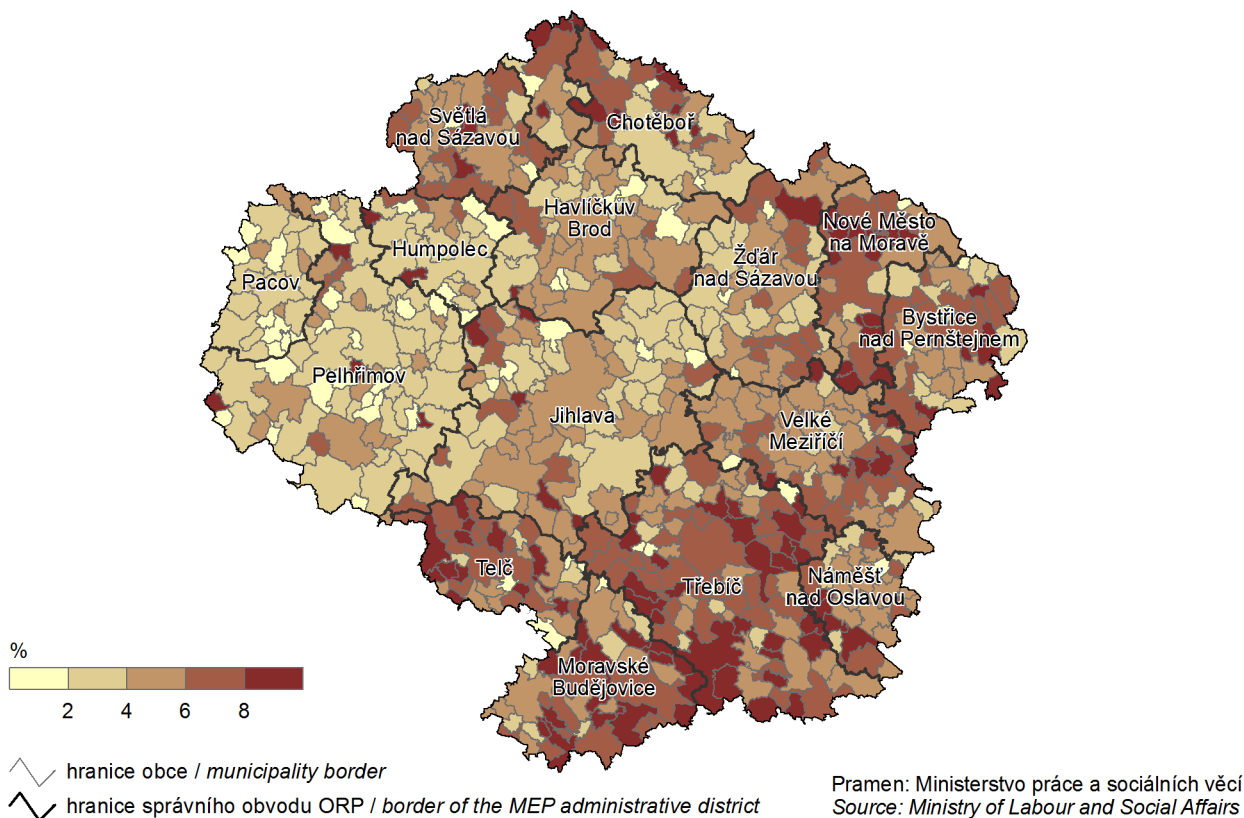 Světlá
nad Sázavou
Chotěboř
Havlíčkův
Brod
Nové Město
na Moravě
Humpolec
Žďár
nad Sázavou
Pacov
Bystřice
nad Pernštejnem
Pelhřimov
Jihlava
Velké
Meziříčí
Telč
Třebíč
Náměšť
nad Oslavou
Moravské
Budějovice
%
2 4 6 8
hranice obce / municipality border
hranice správního obvodu ORP / border of the MEP administrative district
Pramen: Ministerstvo práce a sociálních věcí
Source: Ministry of Labour and Social Affairs